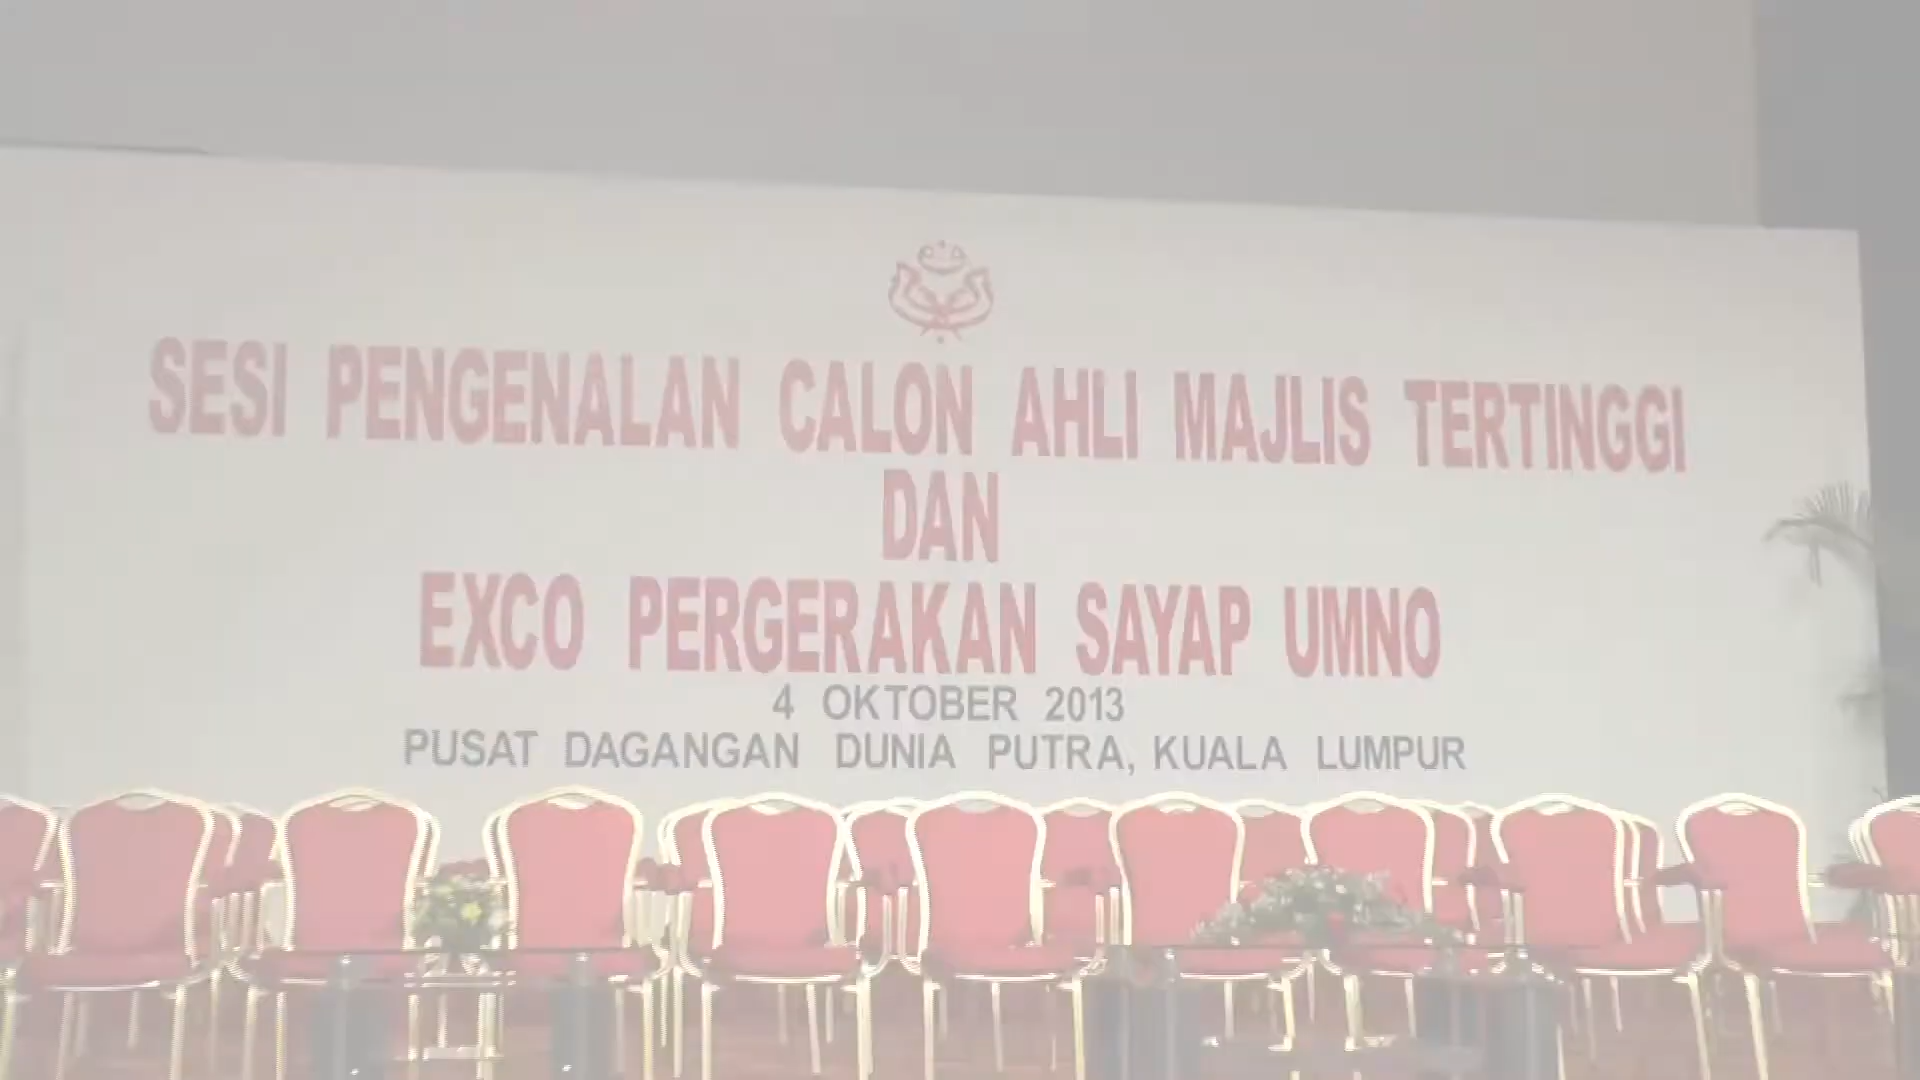 SESI PENGENALAN CALON AHLI MAJLIS TERTINGGI
DAN
EXCO PERGERAKAN SAYAP UMNO
4 OKTOBER 2013
PUSAT DAGANGAN DUNIA PUTRA, KUALA LUMPUR